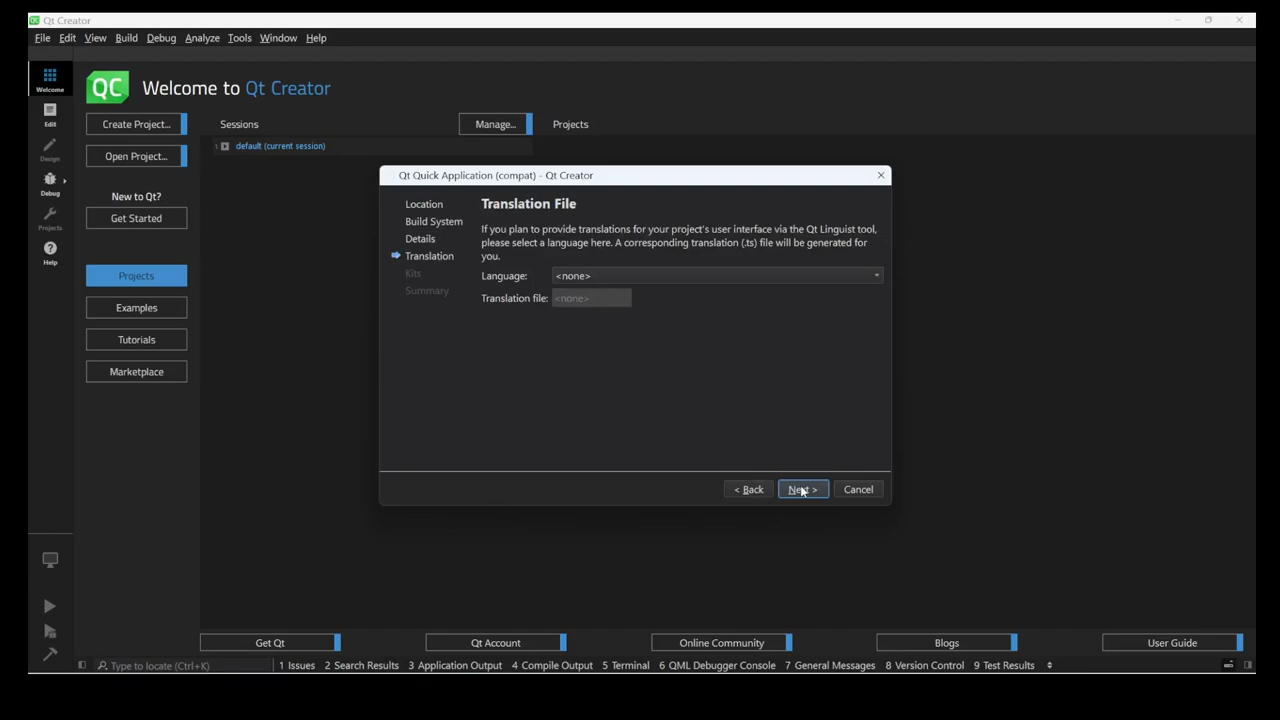 QC Qt Creator
File Edit View Build Debug Analyze Tools Window Help
Welcome
Edit
Design
Debug
Projects
Help
QC Welcome to Qt Creator
Create Project...
Open Project...
New to Qt?
Get Started
Projects
Examples
Tutorials
Marketplace
Sessions
Manage...
Projects
1 default (current session)
Qt Quick Application (compat) - Qt Creator
Location
Build System
Details
Translation
Kits
Summary
Translation File
If you plan to provide translations for your project's user interface via the Qt Linguist tool,
please select a language here. A corresponding translation (.ts) file will be generated for
you.
Language: <none>
Translation file: <none>
< Back Next > Cancel
Get Qt Qt Account Online Community Blogs User Guide
Type to locate (Ctrl+K) 1 Issues 2 Search Results 3 Application Output 4 Compile Output 5 Terminal 6 QML Debugger Console 7 General Messages 8 Version Control 9 Test Results